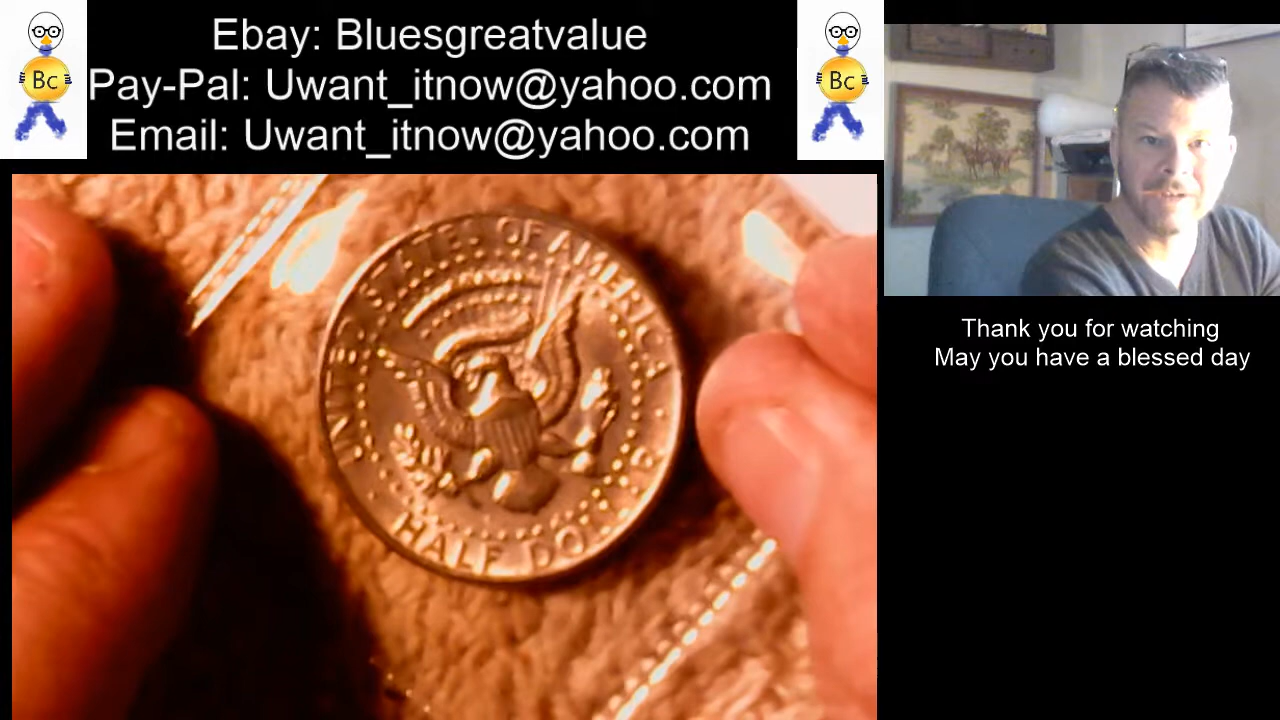 Ebay: Bluesgreatvalue
Pay-Pal: Uwant_itnow@yahoo.com
Email: Uwant_itnow@yahoo.com
Bc
Bc
UNITED STATES OF AMERICA
HALF DOLLAR
Thank you for watching
May you have a blessed day